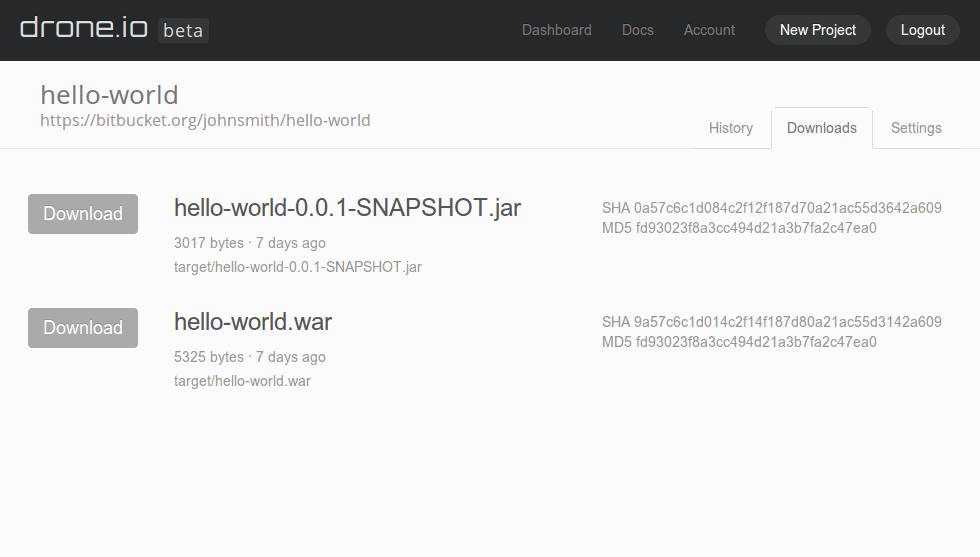 drone.io beta Dashboard Docs Account New Project Logout
hello-world
https://bitbucket.org/johnsmith/hello-world
History Downloads Settings
Download hello-world-0.0.1-SNAPSHOT.jar SHA 0a57c6c1d084c2f12f187d70a21ac55d3642a609
3017 bytes · 7 days ago MD5 fd93023f8a3cc494d21a3b7fa2c47ea0
target/hello-world-0.0.1-SNAPSHOT.jar
Download hello-world.war SHA 9a57c6c1d014c2f14f187d80a21ac55d3142a609
5325 bytes · 7 days ago MD5 fd93023f8a3cc494d21a3b7fa2c47ea0
target/hello-world.war